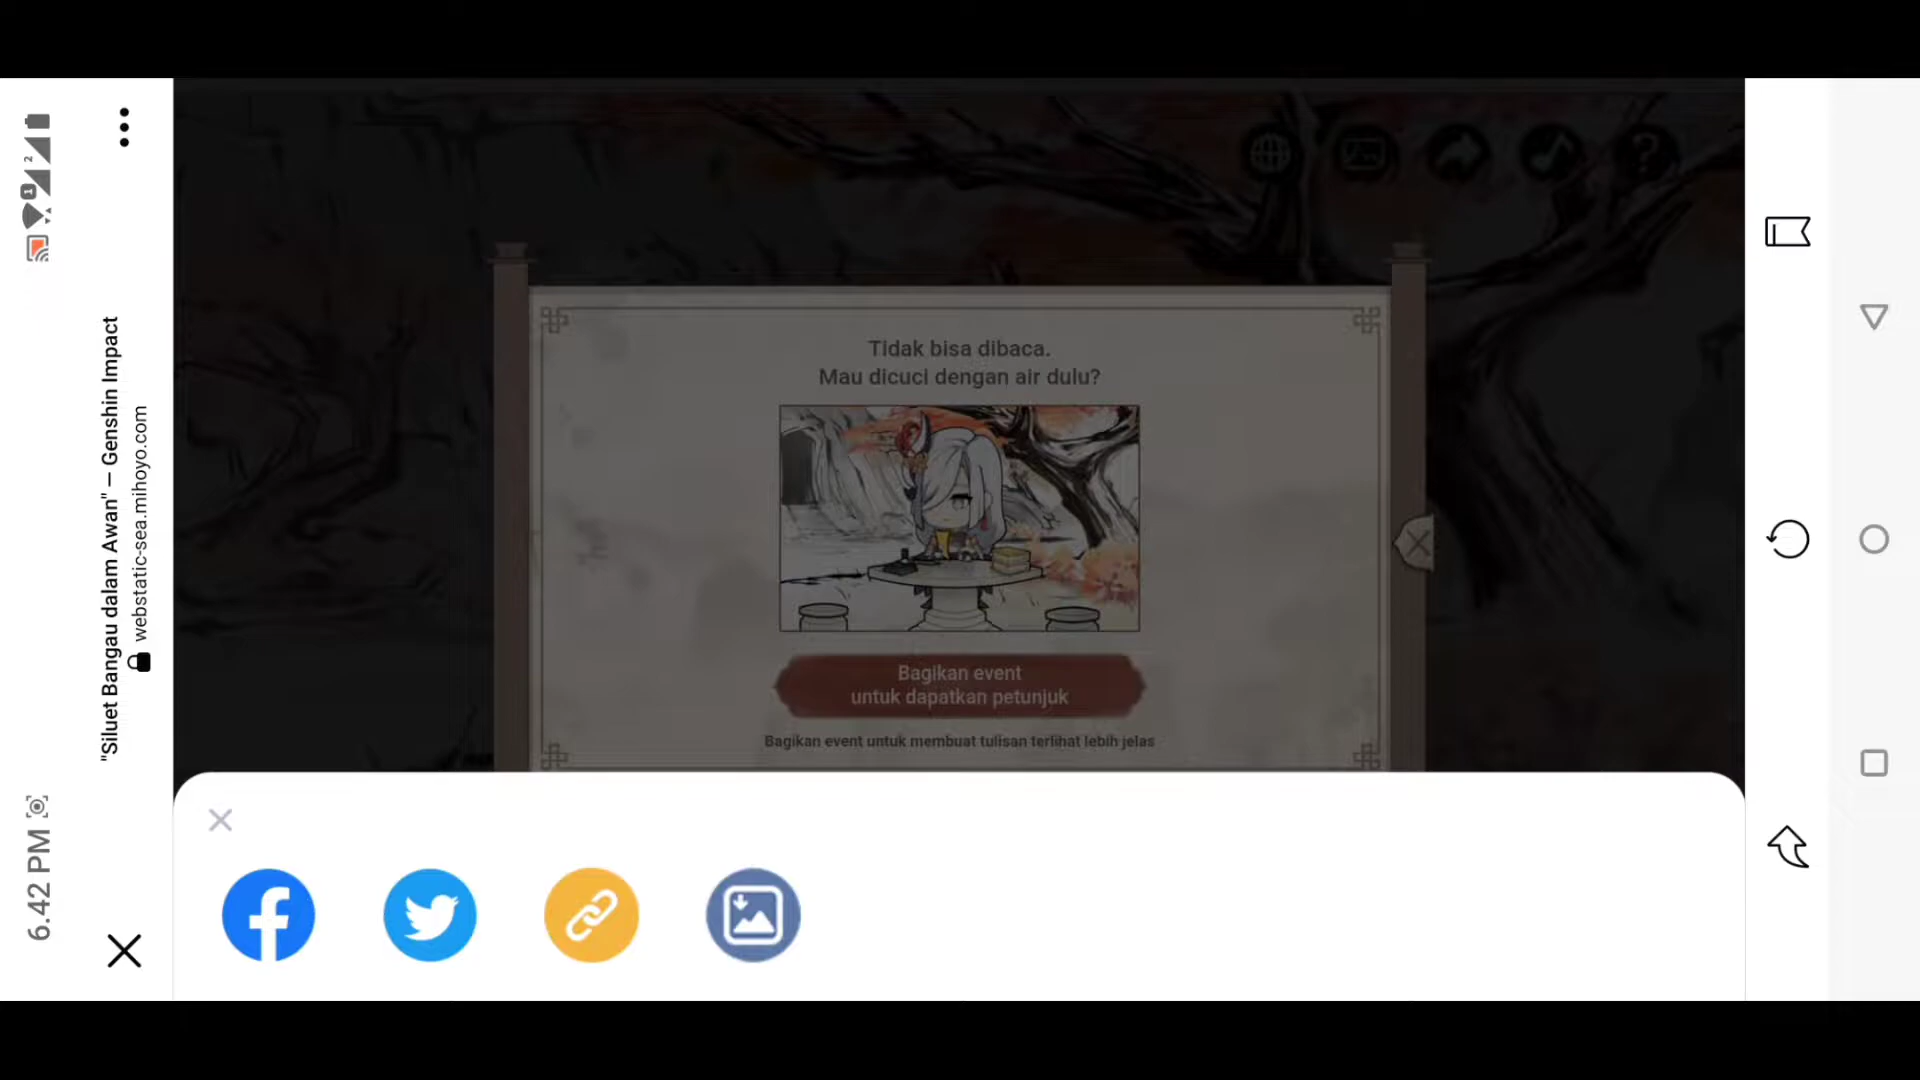 6.42 PM
"Siluet Bangau dalam Awan" – Genshin Impact
webstatic-sea.mihoyo.com
Tidak bisa dibaca.
Mau dicuci dengan air dulu?
Bagikan event
untuk dapatkan petunjuk
Bagikan event untuk membuat tulisan terlihat lebih jelas